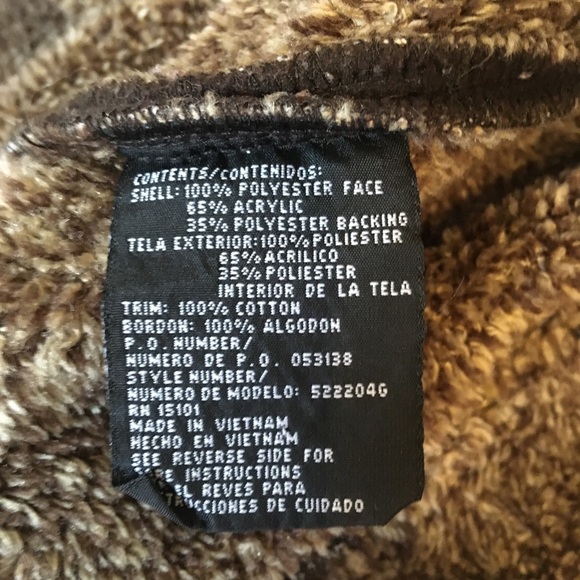 CONTENTS/CONTENIDOS:
SHELL: 100% POLYESTER FACE
65% ACRYLIC
35% POLYESTER BACKING
TELA EXTERIOR: 100% POLIESTER
65% ACRILICO
35% POLIESTER
INTERIOR DE LA TELA
TRIM: 100% COTTON
BORDON: 100% ALGODON
P.O. NUMBER/
NUMERO DE P.O. 053138
STYLE NUMBER/
NUMERO DE MODELO: 522204G
RN 15101
MADE IN VIETNAM
HECHO EN VIETNAM
SEE REVERSE SIDE FOR
INSTRUCTIONS
EL REVES PARA
DE CUIDADO